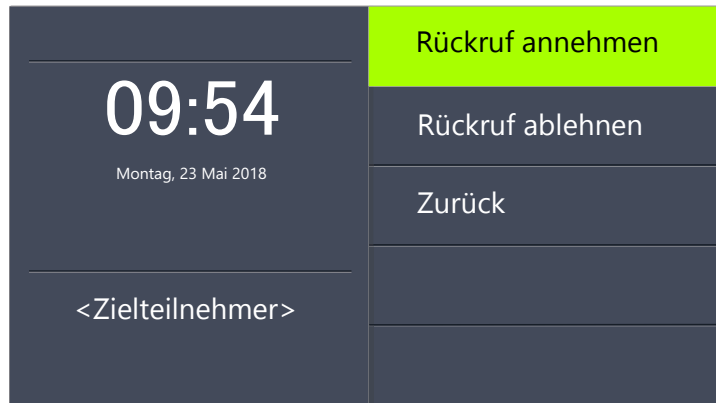 09:54
Montag, 23 Mai 2018
<Zielteilnehmer>
Rückruf annehmen
Rückruf ablehnen
Zurück